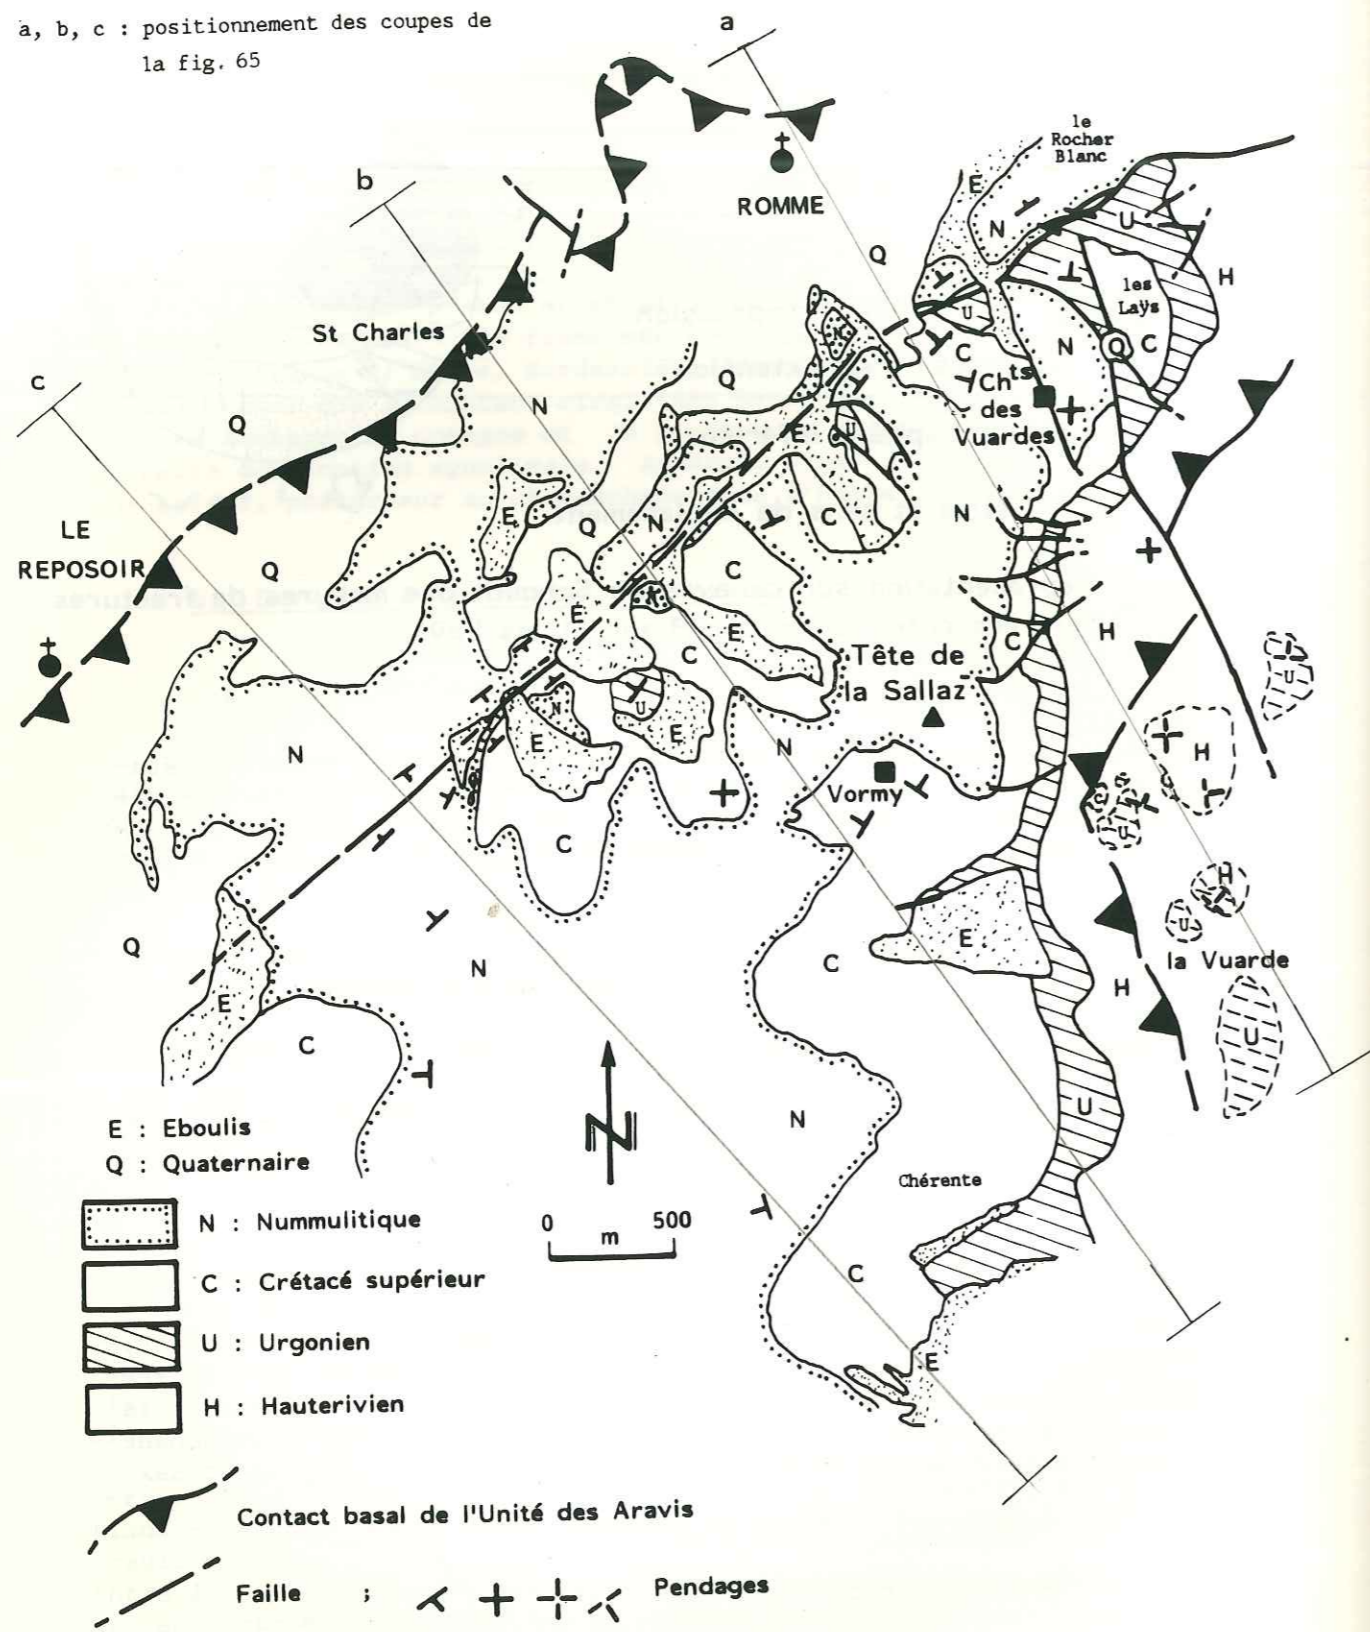 a, b, c : positionnement des coupes de
la fig. 65
a
b
c
le
Rocher
Blanc
E
N
U
ROMME
Q
H
les
Laÿs
U
St Charles
N
Q
C
C
Chts
des
Vuardes
N
Q
Q
N
E
U
LE
REPOSOIR
Q
E
Q
N
C
N
C
E
N
E
C
C
H
Tête de
la Sallaz
U
N
N
U
E
E
N
H
Vormy
C
U
C
H
U
Q
E
C
la Vuarde
N
H
E
C
U
N
U
E : Eboulis
Q : Quaternaire
Chérente
N : Nummulitique
N
0 500
m
C : Crétacé supérieur
C
U : Urgonien
E
H : Hauterivien
Contact basal de l'Unité des Aravis
Faille ; Pendages